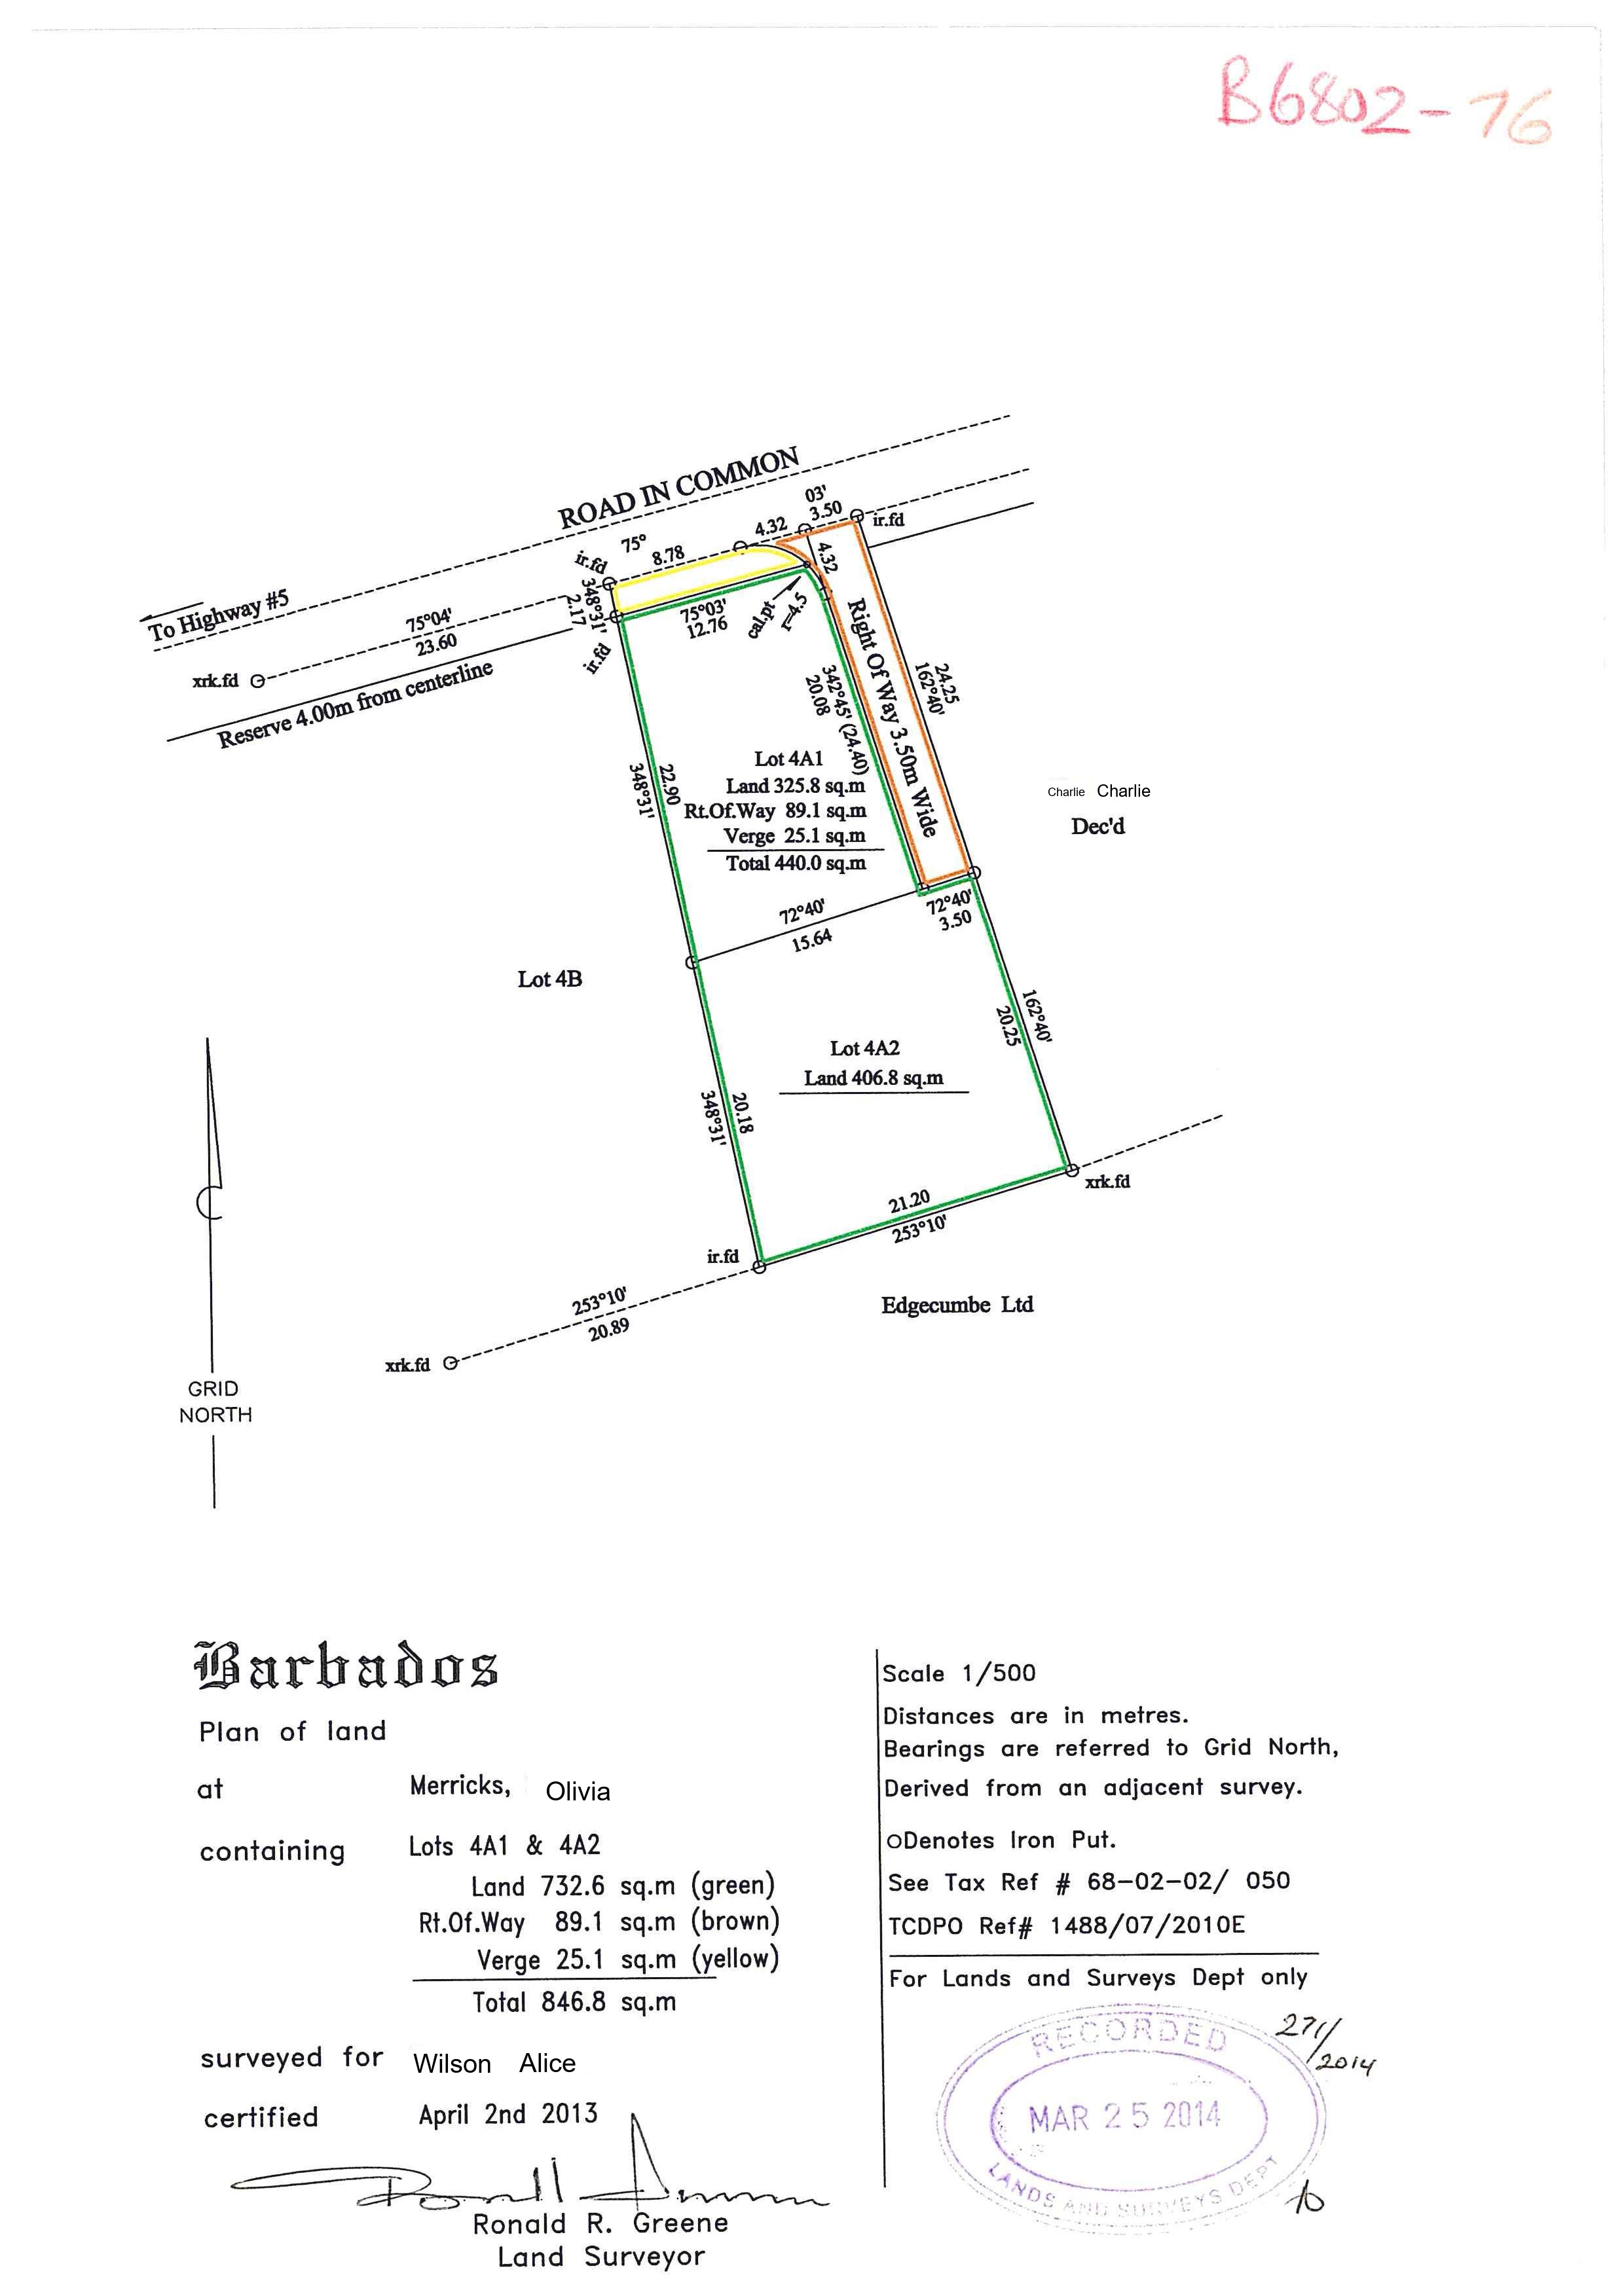 B6802-76
ROAD IN COMMON
03'
3.50
ir.fd
4.32
75°
8.78
ir.fd
4.32
To Highway #5
75°04'
23.60
348°31'
2.17
75°03'
12.76
cal.pt
r=4.5
ir.fd
xrk.fd
Reserve 4.00m from centerline
Right Of Way 3.50m Wide
24.25
162°40'
342°45' (24.40)
20.08
22.90
348°31'
Lot 4A1
Land 325.8 sq.m
Rt.Of.Way 89.1 sq.m
Verge 25.1 sq.m
Total 440.0 sq.m
Charlie Charlie
Dec'd
72°40'
15.64
72°40'
3.50
Lot 4B
162°40'
20.25
Lot 4A2
Land 406.8 sq.m
20.18
348°31'
xrk.fd
21.20
253°10'
ir.fd
253°10'
20.89
Edgecumbe Ltd
xrk.fd
GRID
NORTH
Barbados
Plan of land
at Merricks, Olivia
containing Lots 4A1 & 4A2
Land 732.6 sq.m (green)
Rt.Of.Way 89.1 sq.m (brown)
Verge 25.1 sq.m (yellow)
Total 846.8 sq.m
surveyed for Wilson Alice
certified April 2nd 2013
Ronald R. Greene
Land Surveyor
Scale 1/500
Distances are in metres.
Bearings are referred to Grid North,
Derived from an adjacent survey.
Denotes Iron Put.
See Tax Ref # 68-02-02/ 050
TCDPO Ref# 1488/07/2010E
For Lands and Surveys Dept only
271/2014
RECORDED
MAR 25 2014
LANDS AND SURVEYS DEPT